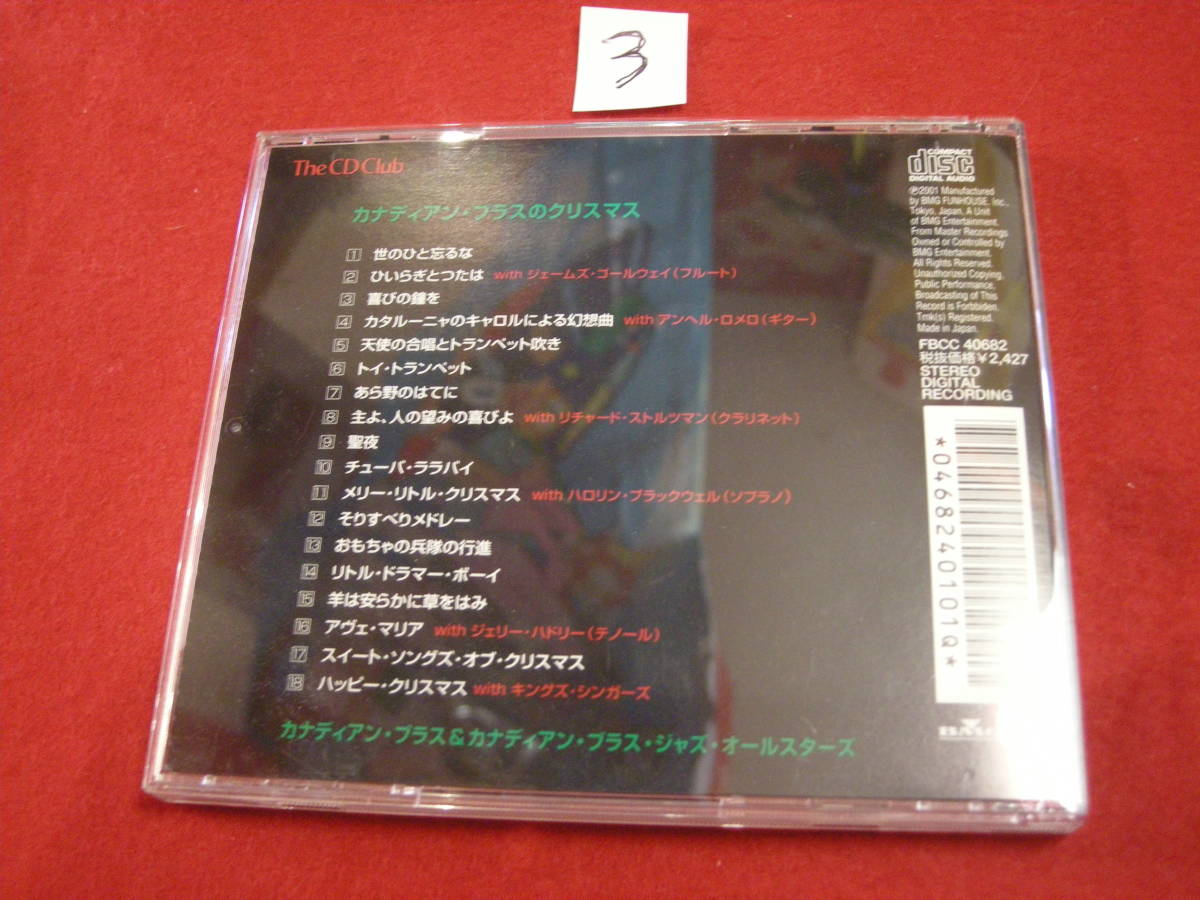 3
The CD Club
カナディアン・ブラスのクリスマス
1 世のひと忘るな
2 ひいらぎとつたは with ジェームズ・ゴールウェイ(フルート)
3 喜びの鐘を
4 カタルーニャのキャロルによる幻想曲 with アンヘル・ロメロ(ギター)
5 天使の合唱とトランペット吹き
6 トイ・トランペット
7 あら野のはてに
8 主よ、人の望みの喜びよ with リチャード・ストルツマン(クラリネット)
9 聖夜
10 チューバ・ララバイ
11 メリー・リトル・クリスマス with ハロリン・ブラックウェル(ソプラノ)
12 そりすべりメドレー
13 おもちゃの兵隊の行進
14 リトル・ドラマー・ボーイ
15 羊は安らかに草をはみ
16 アヴェ・マリア with ジェリー・ハドリー(テノール)
17 スイート・ソングズ・オブ・クリスマス
18 ハッピー・クリスマス with キングズ・シンガーズ
カナディアン・ブラス&カナディアン・ブラス・ジャズ・オールスターズ
COMPACT
disc
DIGITAL AUDIO
℗2001 Manufactured
by BMG FUNHOUSE, Inc.,
Tokyo, Japan. A Unit
of BMG Entertainment.
From Master Recordings
Owned or Controlled by
BMG Entertainment.
All Rights Reserved.
Unauthorized Copying,
Public Performance,
Broadcasting of This
Record is Forbidden.
Tmk(s) Registered.
Made in Japan.
FBCC 40682
税抜価格¥2,427
STEREO
DIGITAL
RECORDING
*0468240101Q*
BMG